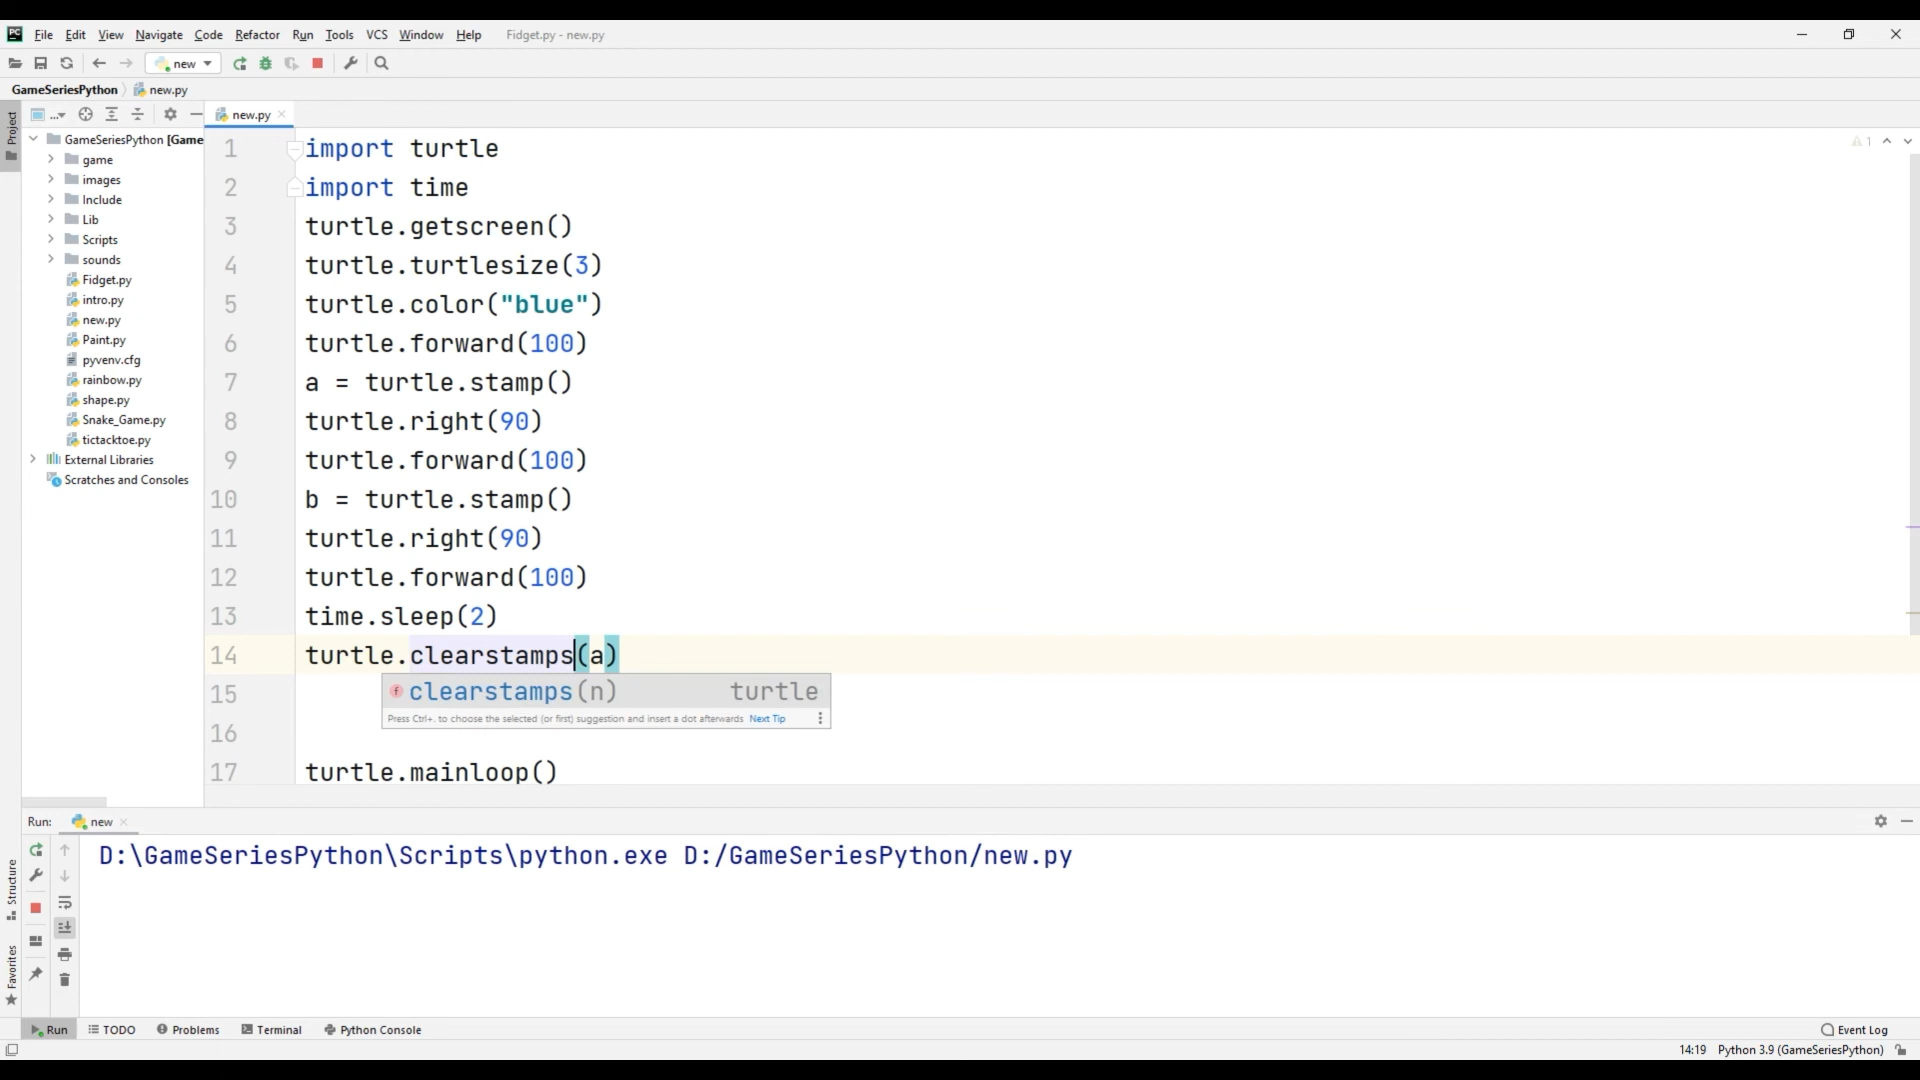 File Edit View Navigate Code Refactor Run Tools VCS Window Help Fidget.py - new.py
new
GameSeriesPython new.py
Project
...
new.py
GameSeriesPython [Game
game
images
Include
Lib
Scripts
sounds
Fidget.py
intro.py
new.py
Paint.py
pyvenv.cfg
rainbow.py
shape.py
Snake_Game.py
tictacktoe.py
External Libraries
Scratches and Consoles
1 import turtle
2 import time
3 turtle.getscreen()
4 turtle.turtlesize(3)
5 turtle.color("blue")
6 turtle.forward(100)
7 a = turtle.stamp()
8 turtle.right(90)
9 turtle.forward(100)
10 b = turtle.stamp()
11 turtle.right(90)
12 turtle.forward(100)
13 time.sleep(2)
14 turtle.clearstamps(a)
clearstamps(n) turtle
Press Ctrl+. to choose the selected (or first) suggestion and insert a dot afterwards Next Tip
15
16
17 turtle.mainloop()
1
Run: new
D:\GameSeriesPython\Scripts\python.exe D:/GameSeriesPython/new.py
Structure
Favorites
Run TODO Problems Terminal Python Console Event Log
14:19 Python 3.9 (GameSeriesPython)